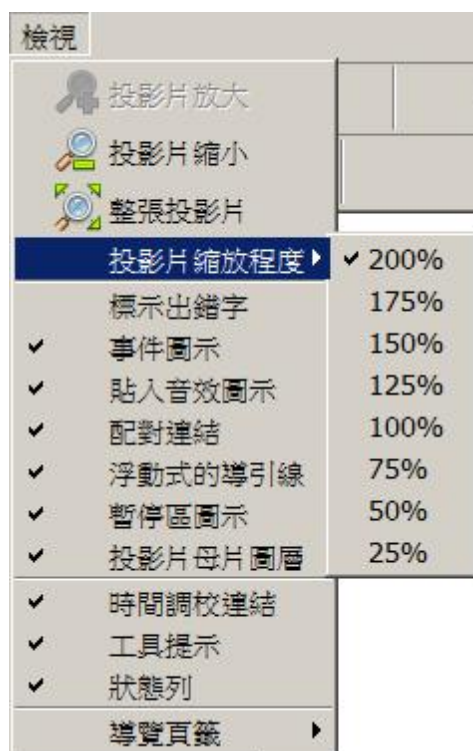 檢視
投影片放大
投影片縮小
整張投影片
投影片縮放程度
200%
175%
150%
125%
100%
75%
50%
25%
標示出錯字
事件圖示
貼入音效圖示
配對連結
浮動式的導引線
暫停區圖示
投影片母片圖層
時間調校連結
工具提示
狀態列
導覽頁籤